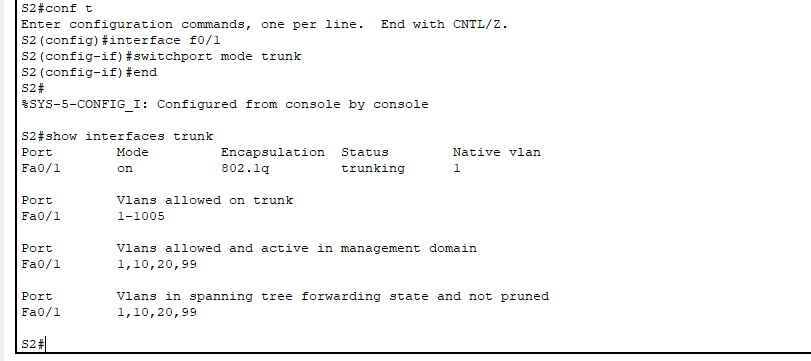 S2#conf t
Enter configuration commands, one per line.  End with CNTL/Z.
S2(config)#interface f0/1
S2(config-if)#switchport mode trunk
S2(config-if)#end
S2#
%SYS-5-CONFIG_I: Configured from console by console

S2#show interfaces trunk
Port        Mode         Encapsulation  Status        Native vlan
Fa0/1       on           802.1q         trunking      1

Port        Vlans allowed on trunk
Fa0/1       1-1005

Port        Vlans allowed and active in management domain
Fa0/1       1,10,20,99

Port        Vlans in spanning tree forwarding state and not pruned
Fa0/1       1,10,20,99

S2#